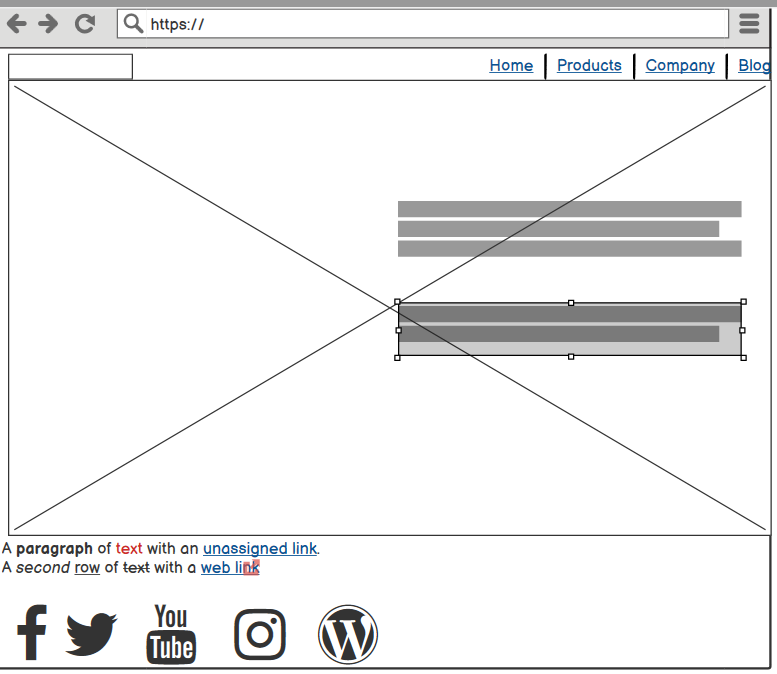 https://
Home Products Company Blog
A paragraph of text with an unassigned link.
A second row of text with a web link
You
Tube